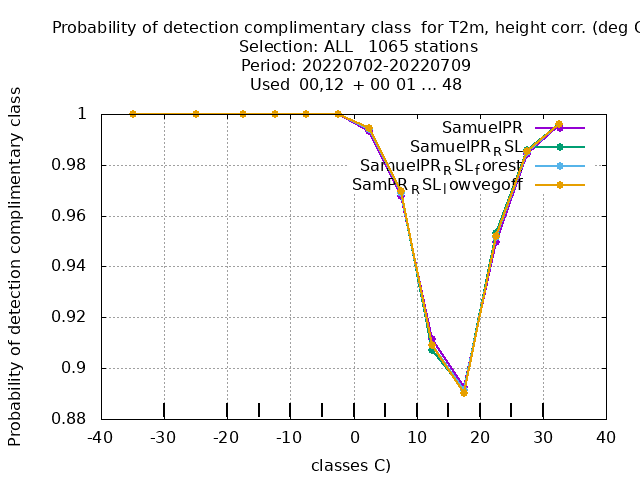 Probability of detection complimentary class  for T2m, height corr. (deg C
Selection: ALL   1065 stations
Period: 20220702-20220709
Used  00,12  + 00 01 ... 48
Probability of detection complimentary class
1
0.98
0.96
0.94
0.92
0.9
0.88
SamuelPR
SamuelPR_RSL
SamuelPR_RSL_forest
SamPR_RSL_lowvegoff
-40 -30 -20 -10 0 10 20 30 40
classes C)